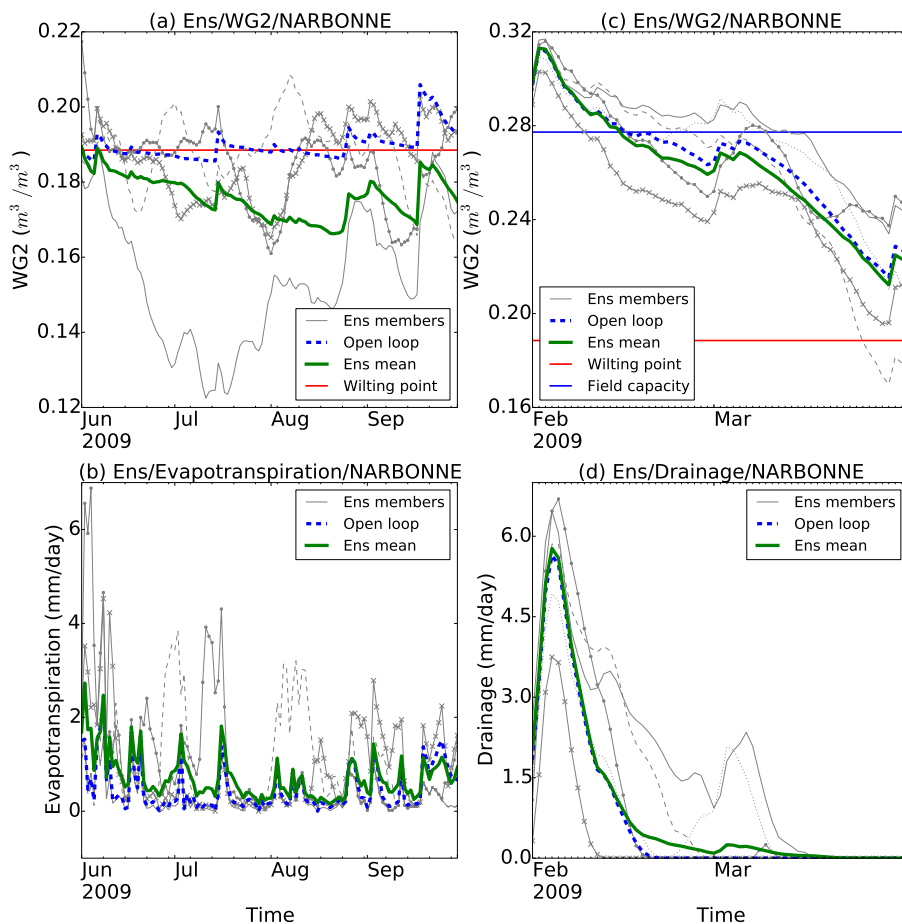 (a) Ens/WG2/NARBONNE
0.22
0.20
0.18
0.16
0.14
0.12
WG2 (m³/m³)
Ens members
Open loop
Ens mean
Wilting point
Jun Jul Aug Sep
2009
(c) Ens/WG2/NARBONNE
0.32
0.28
0.24
0.20
0.16
WG2 (m³/m³)
Ens members
Open loop
Ens mean
Wilting point
Field capacity
Feb Mar
2009
(b) Ens/Evapotranspiration/NARBONNE
6
4
2
0
Evapotranspiration (mm/day)
Ens members
Open loop
Ens mean
Jun Jul Aug Sep
2009
Time
(d) Ens/Drainage/NARBONNE
6.0
4.5
3.0
1.5
0.0
Drainage (mm/day)
Ens members
Open loop
Ens mean
Feb Mar
2009
Time